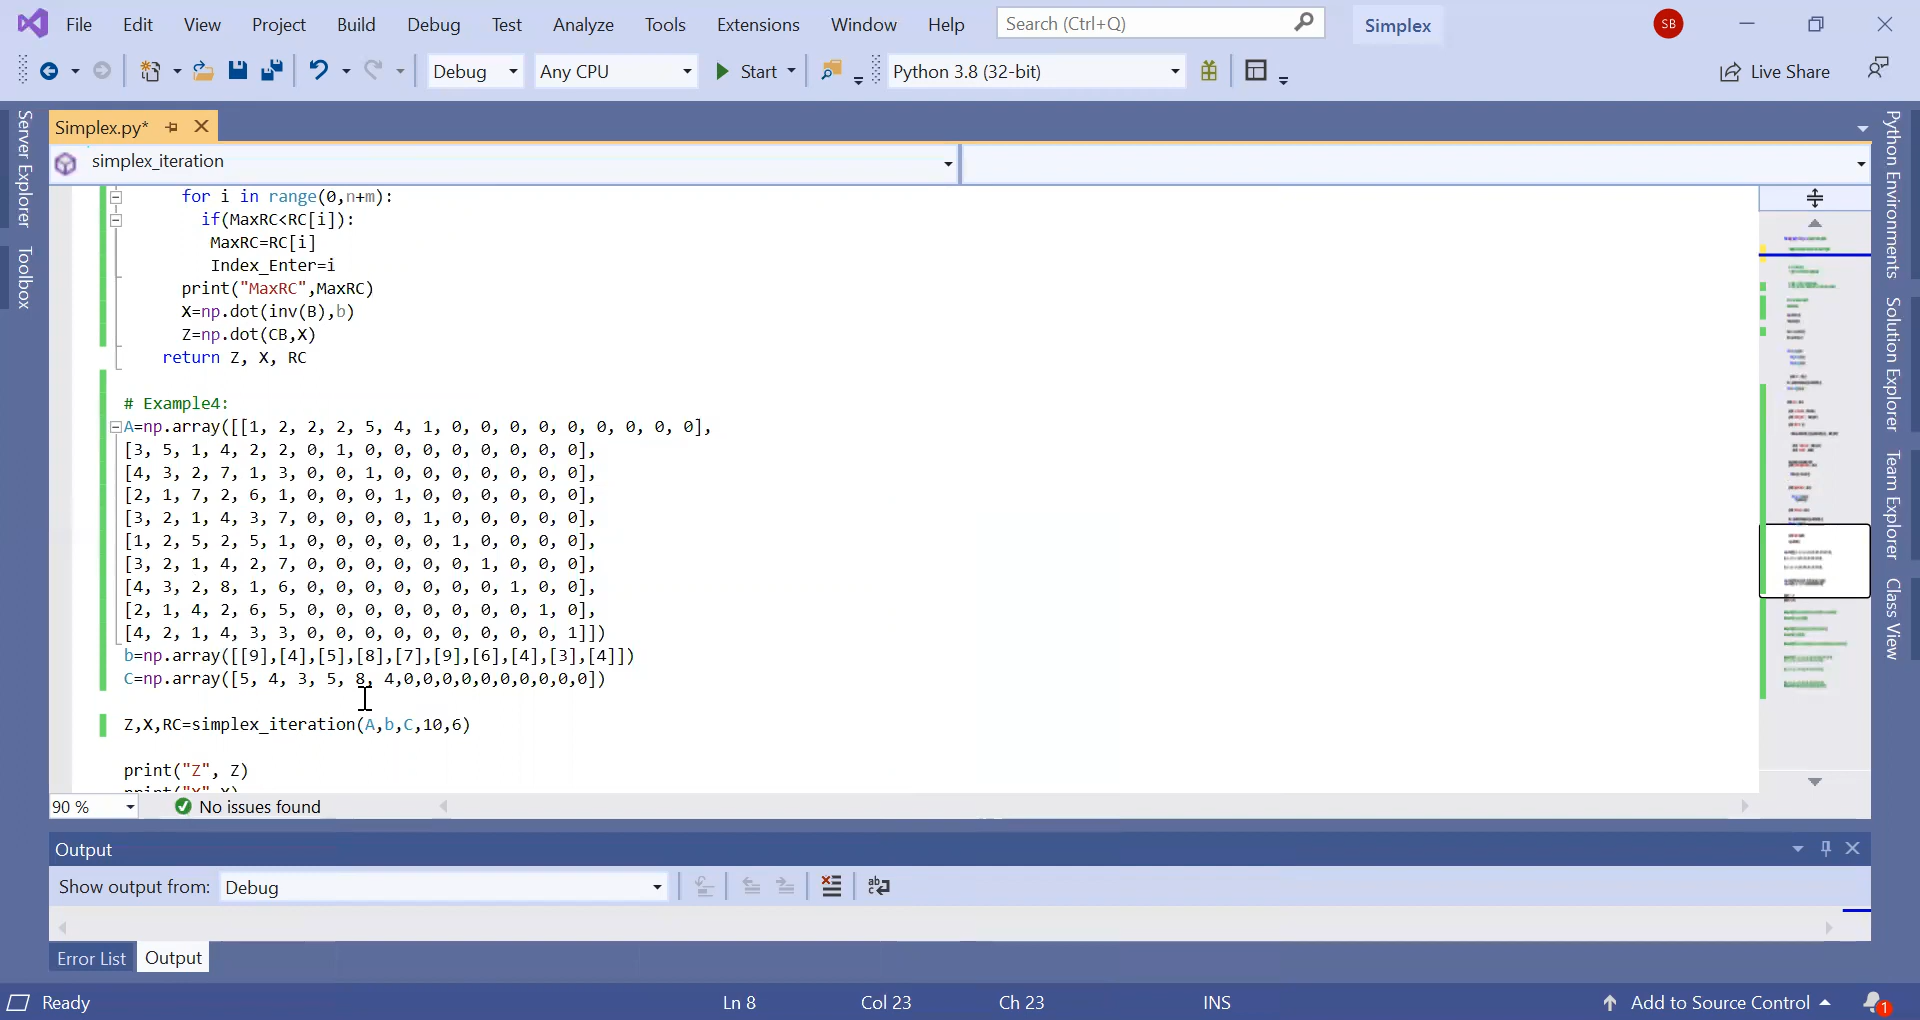 File Edit View Project Build Debug Test Analyze Tools Extensions Window Help Search (Ctrl+Q) Simplex SB
Debug Any CPU Start Python 3.8 (32-bit) Live Share
Server Explorer
Toolbox
Simplex.py*
simplex_iteration
for i in range(0,n+m):
if(MaxRC<RC[i]):
MaxRC=RC[i]
Index_Enter=i
print("MaxRC",MaxRC)
X=np.dot(inv(B),b)
Z=np.dot(CB,X)
return Z, X, RC
# Example4:
A=np.array([[1, 2, 2, 2, 5, 4, 1, 0, 0, 0, 0, 0, 0, 0, 0, 0],
[3, 5, 1, 4, 2, 2, 0, 1, 0, 0, 0, 0, 0, 0, 0, 0],
[4, 3, 2, 7, 1, 3, 0, 0, 1, 0, 0, 0, 0, 0, 0, 0],
[2, 1, 7, 2, 6, 1, 0, 0, 0, 1, 0, 0, 0, 0, 0, 0],
[3, 2, 1, 4, 3, 7, 0, 0, 0, 0, 1, 0, 0, 0, 0, 0],
[1, 2, 5, 2, 5, 1, 0, 0, 0, 0, 0, 1, 0, 0, 0, 0],
[3, 2, 1, 4, 2, 7, 0, 0, 0, 0, 0, 0, 1, 0, 0, 0],
[4, 3, 2, 8, 1, 6, 0, 0, 0, 0, 0, 0, 0, 1, 0, 0],
[2, 1, 4, 2, 6, 5, 0, 0, 0, 0, 0, 0, 0, 0, 1, 0],
[4, 2, 1, 4, 3, 3, 0, 0, 0, 0, 0, 0, 0, 0, 0, 1]])
b=np.array([[9],[4],[5],[8],[7],[9],[6],[4],[3],[4]])
C=np.array([5, 4, 3, 5, 8, 4,0,0,0,0,0,0,0,0,0,0])
Z,X,RC=simplex_iteration(A,b,C,10,6)
print("Z", Z)
print("X",X)
90 % No issues found
Python Environments
Solution Explorer
Team Explorer
Class View
Output
Show output from: Debug
Error List Output
Ready Ln 8 Col 23 Ch 23 INS Add to Source Control 1